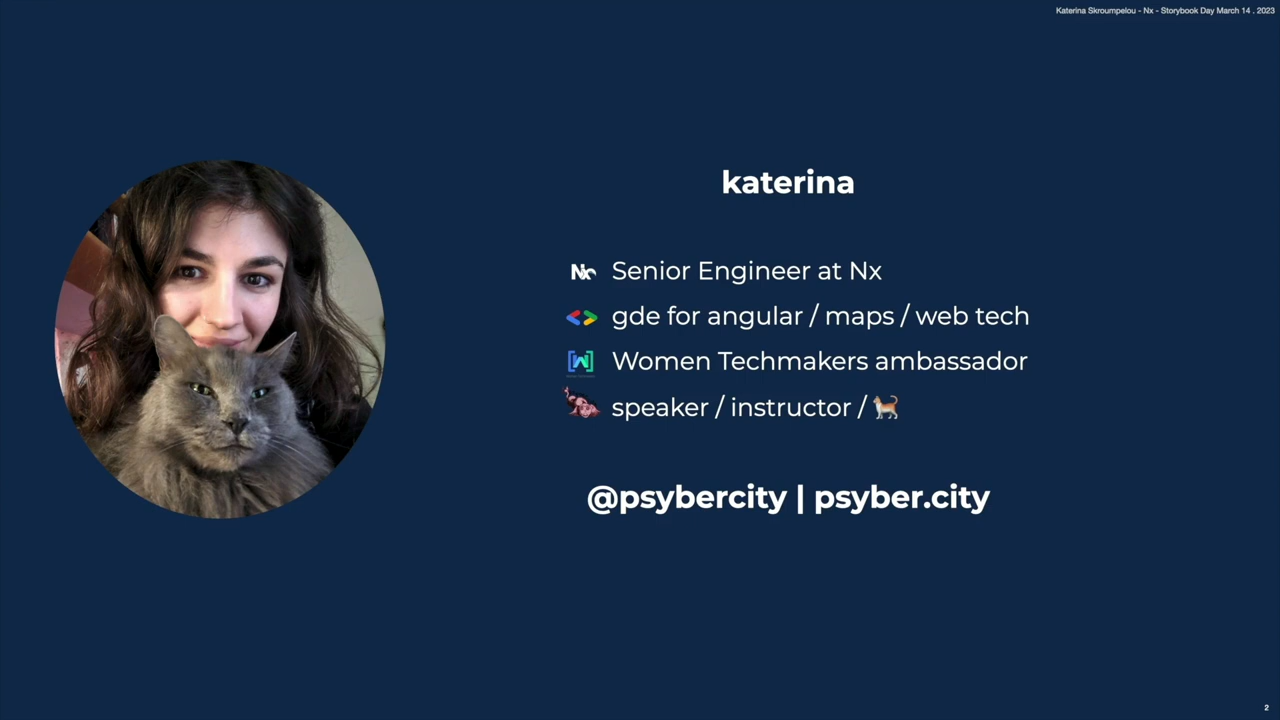 Katerina Skroumpelou - Nx - Storybook Day March 14 . 2023
katerina
Nx Senior Engineer at Nx
gde for angular / maps / web tech
Women Techmakers ambassador
speaker / instructor / 🐈
@psybercity | psyber.city
2